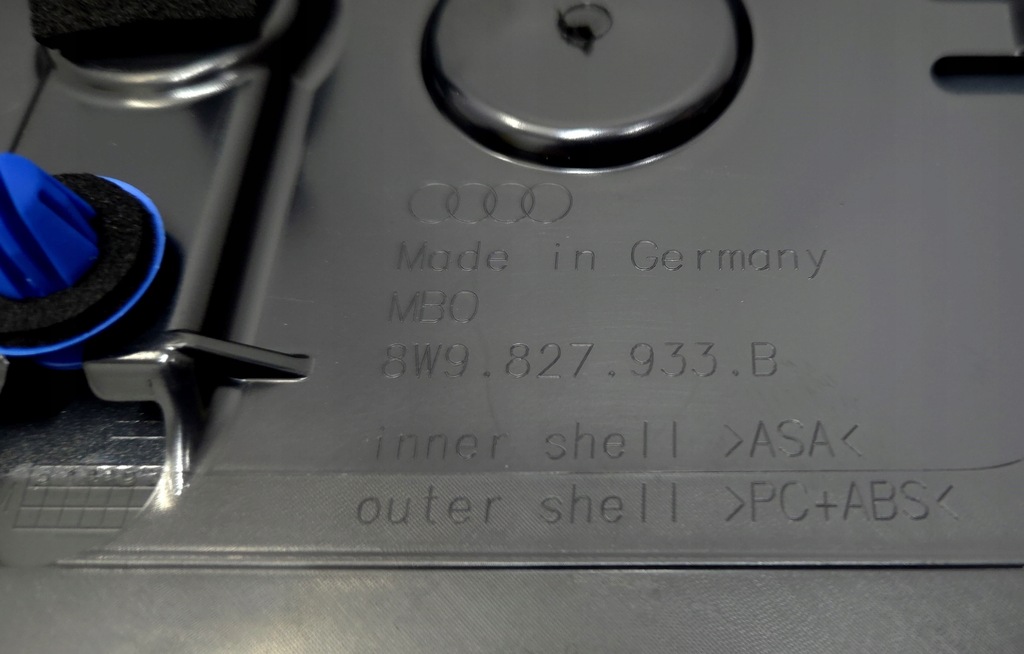 Made in Germany
MBO
8W9.827.933.B
inner shell >ASA<
outer shell >PC+ABS<